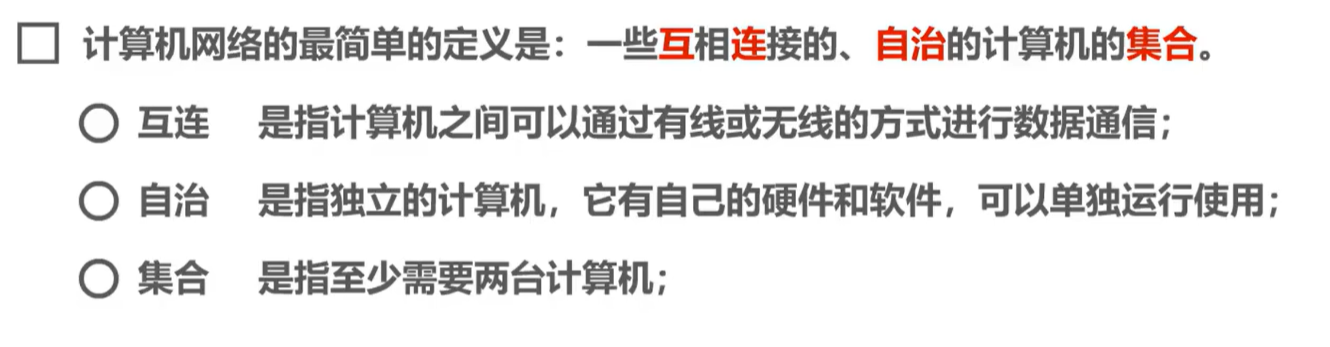 计算机网络的最简单的定义是：一些互相连接的、自治的计算机的集合。
互连 是指计算机之间可以通过有线或无线的方式进行数据通信；
自治 是指独立的计算机，它有自己的硬件和软件，可以单独运行使用；
集合 是指至少需要两台计算机；